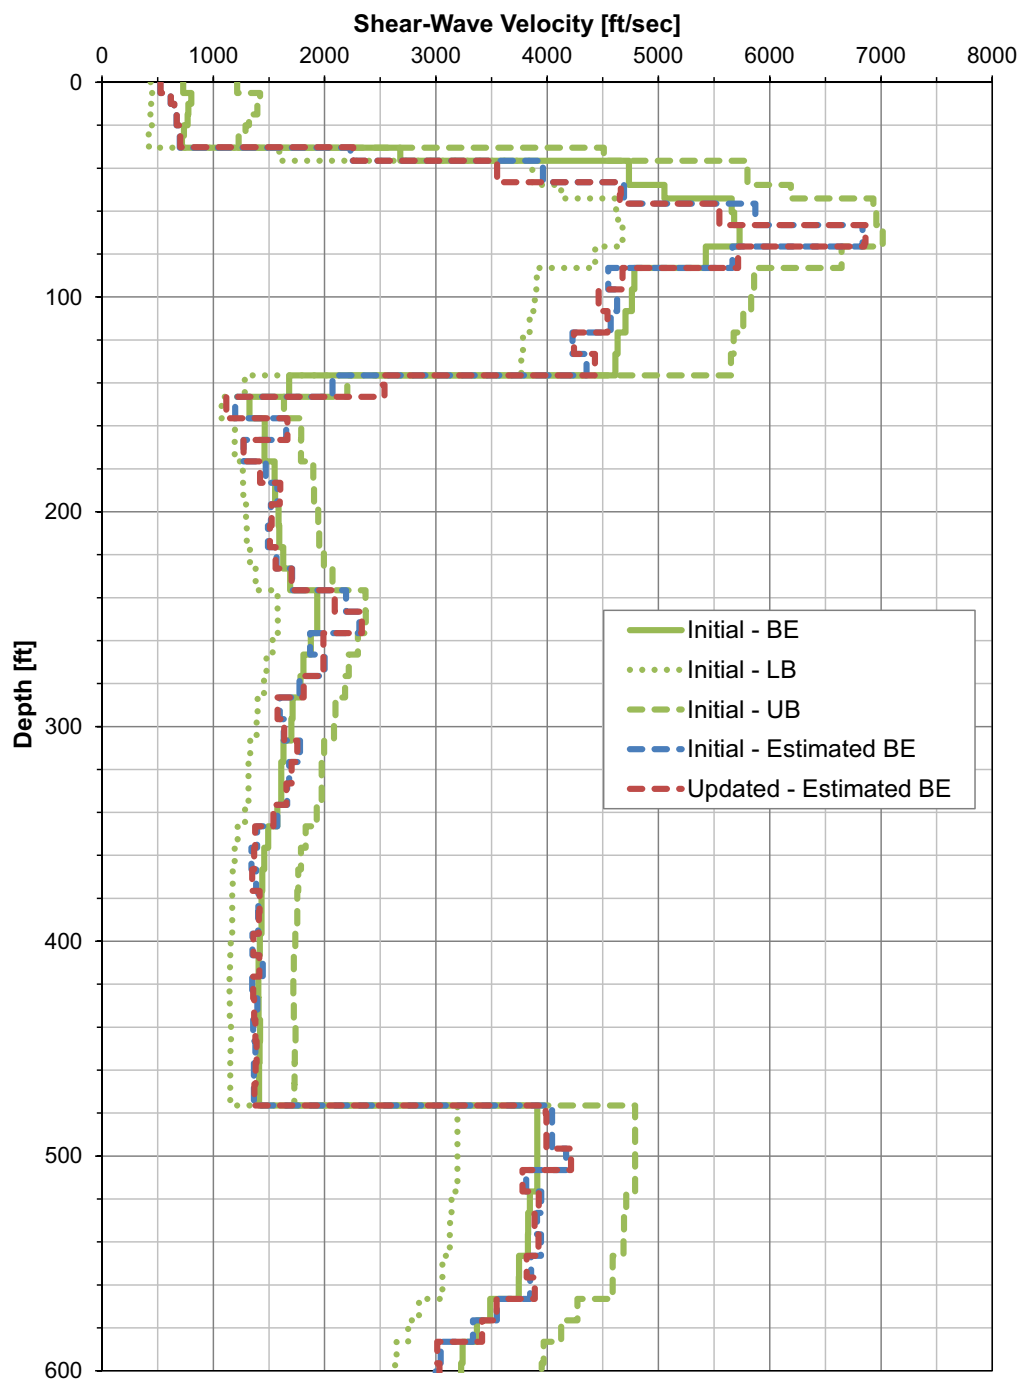 Shear-Wave Velocity [ft/sec]
0 1000 2000 3000 4000 5000 6000 7000 8000
0
100
200
300
400
500
600
Depth [ft]
Initial - BE
Initial - LB
Initial - UB
Initial - Estimated BE
Updated - Estimated BE